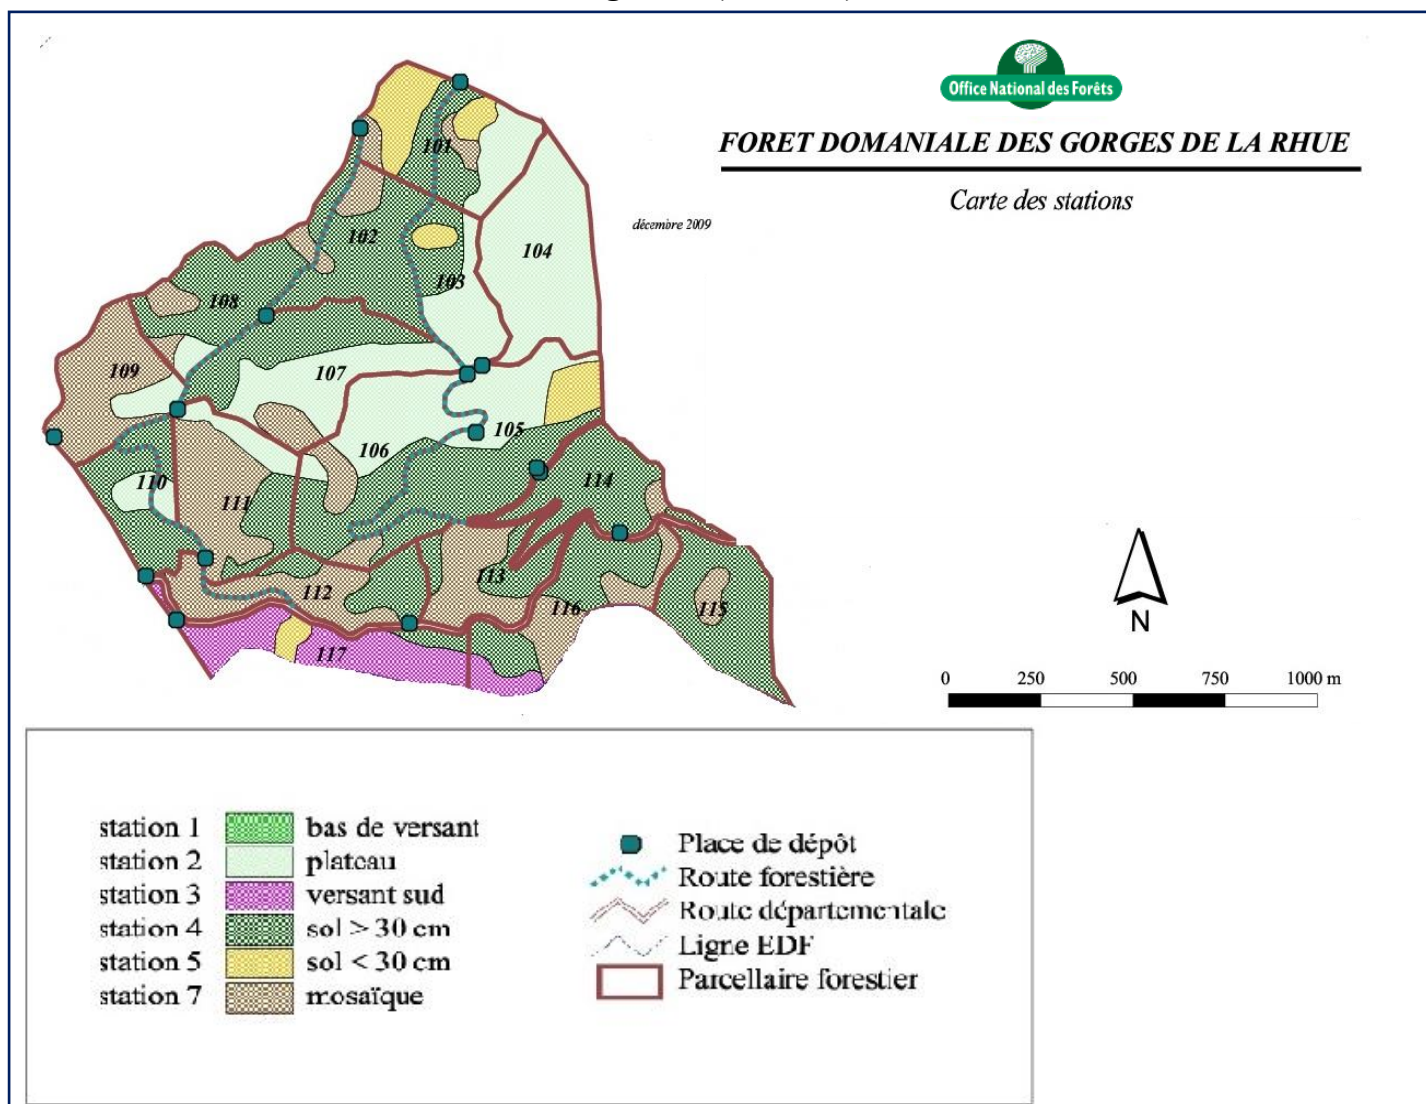 Office National des Forêts
FORET DOMANIALE DES GORGES DE LA RHUE
Carte des stations
décembre 2009
101
102
103
104
108
109
107
106
105
110
111
114
112
113
116
115
117
N
0 250 500 750 1000 m
station 1 bas de versant
station 2 plateau
station 3 versant sud
station 4 sol > 30 cm
station 5 sol < 30 cm
station 7 mosaïque
Place de dépôt
Route forestière
Route départementale
Ligne EDF
Parcellaire forestier